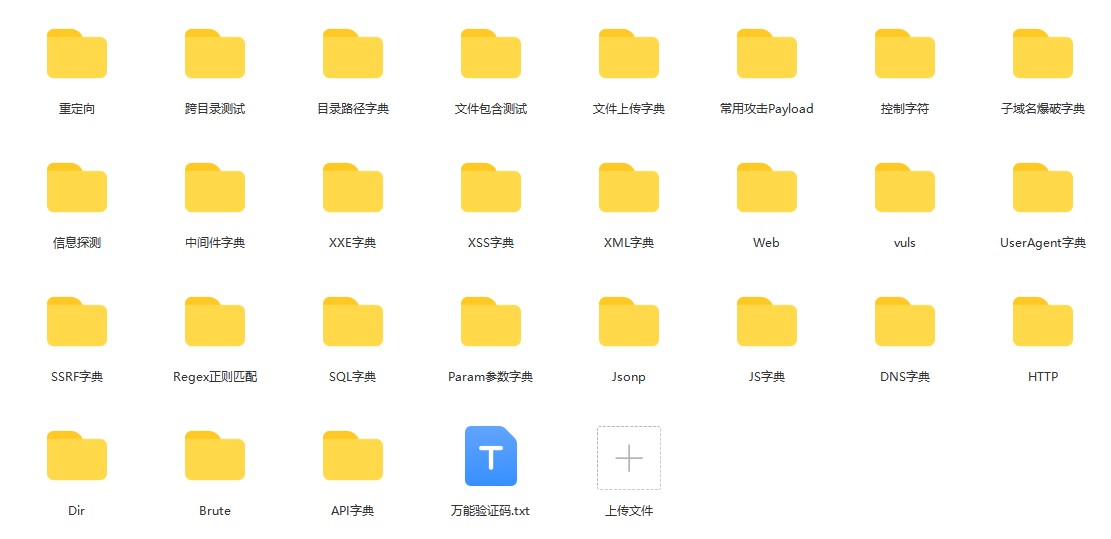 重定向
跨目录测试
目录路径字典
文件包含测试
文件上传字典
常用攻击Payload
控制字符
子域名爆破字典
信息探测
中间件字典
XXE字典
XSS字典
XML字典
Web
vuls
UserAgent字典
SSRF字典
Regex正则匹配
SQL字典
Param参数字典
Jsonp
JS字典
DNS字典
HTTP
Dir
Brute
API字典
T
万能验证码.txt
上传文件